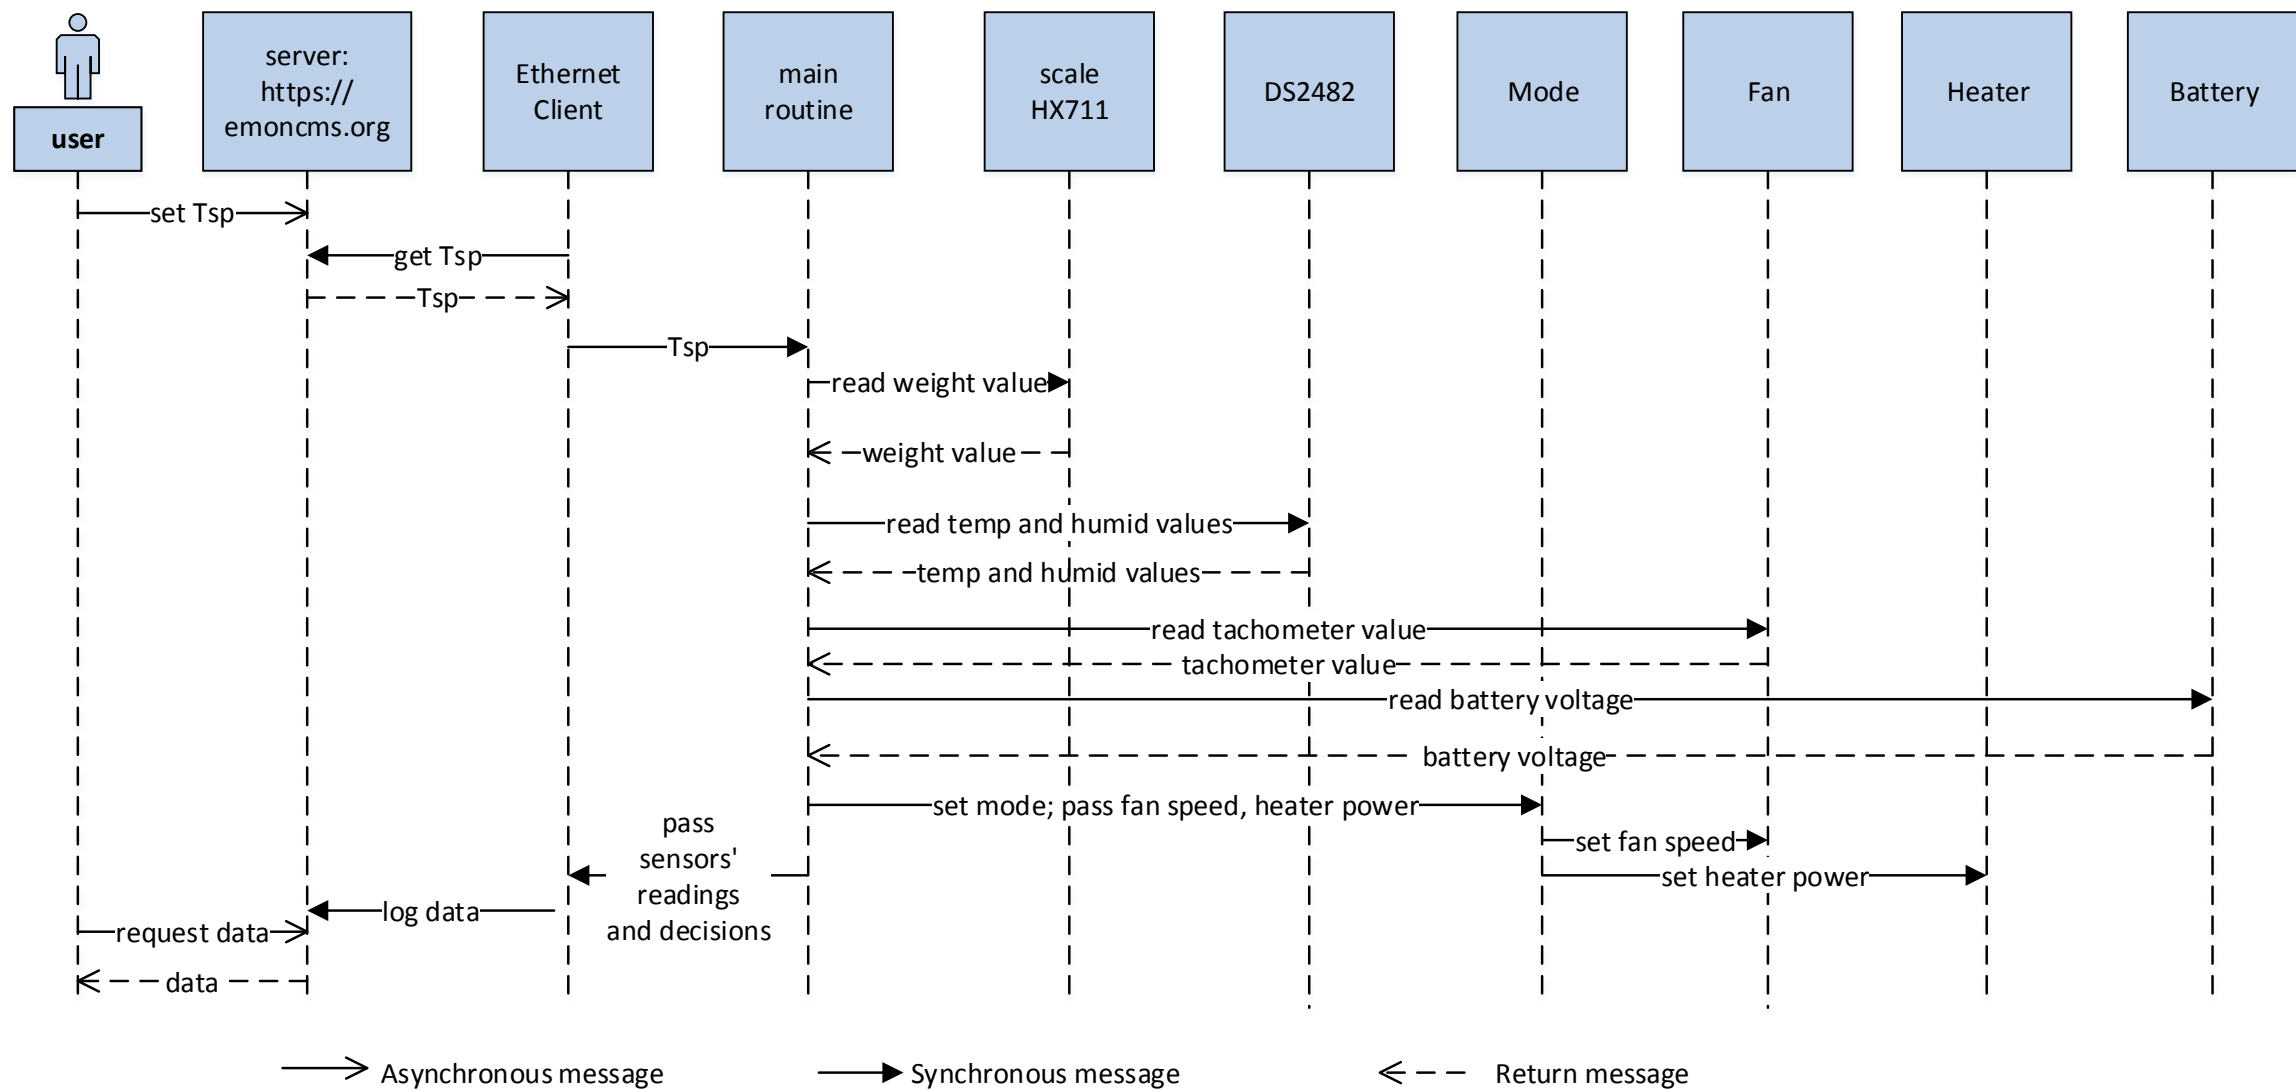 user
server:
https://
emoncms.org
Ethernet
Client
main
routine
scale
HX711
DS2482
Mode
Fan
Heater
Battery
set Tsp
get Tsp
Tsp
Tsp
read weight value
weight value
read temp and humid values
temp and humid values
read tachometer value
tachometer value
read battery voltage
battery voltage
set mode; pass fan speed, heater power
set fan speed
set heater power
pass
sensors'
readings
and decisions
log data
request data
data
Asynchronous message
Synchronous message
Return message